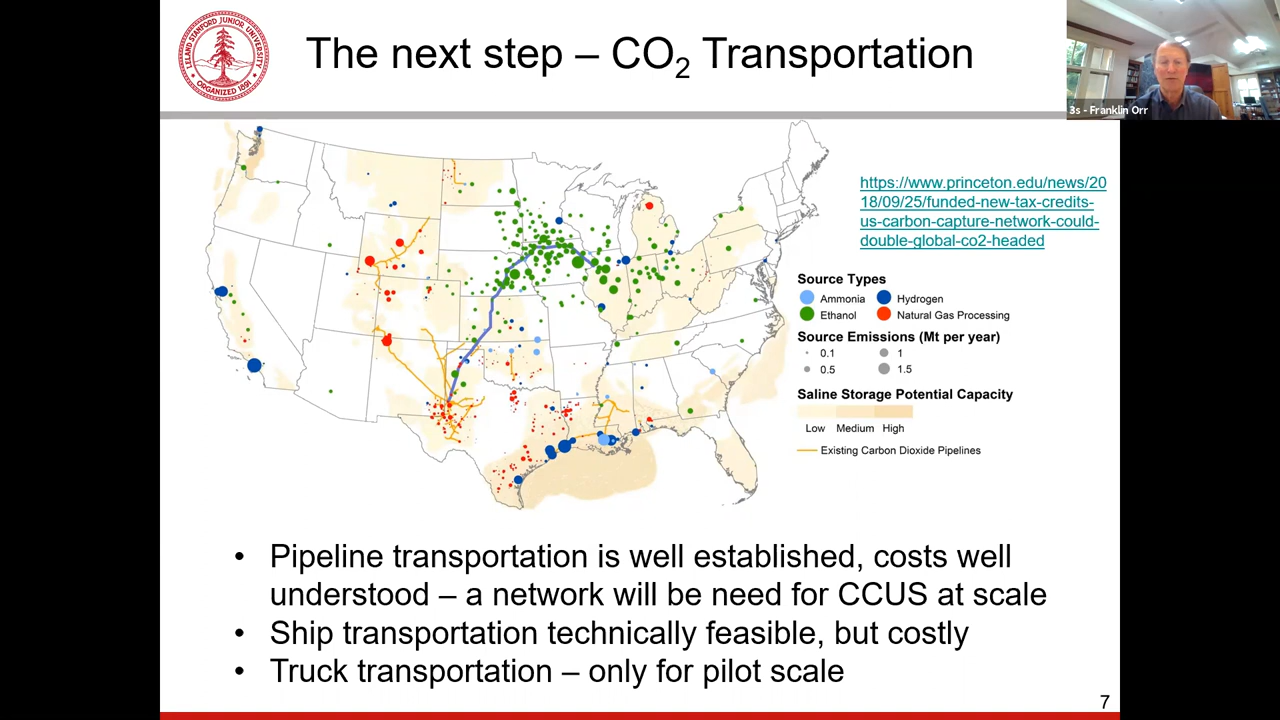 LELAND STANFORD JUNIOR UNIVERSITY
ORGANIZED 1891
The next step – CO2 Transportation
3s - Franklin Orr
https://www.princeton.edu/news/20
18/09/25/funded-new-tax-credits-
us-carbon-capture-network-could-
double-global-co2-headed
Source Types
Ammonia Hydrogen
Ethanol Natural Gas Processing
Source Emissions (Mt per year)
0.1 1
0.5 1.5
Saline Storage Potential Capacity
Low Medium High
Existing Carbon Dioxide Pipelines
• Pipeline transportation is well established, costs well
understood – a network will be need for CCUS at scale
• Ship transportation technically feasible, but costly
• Truck transportation – only for pilot scale
7